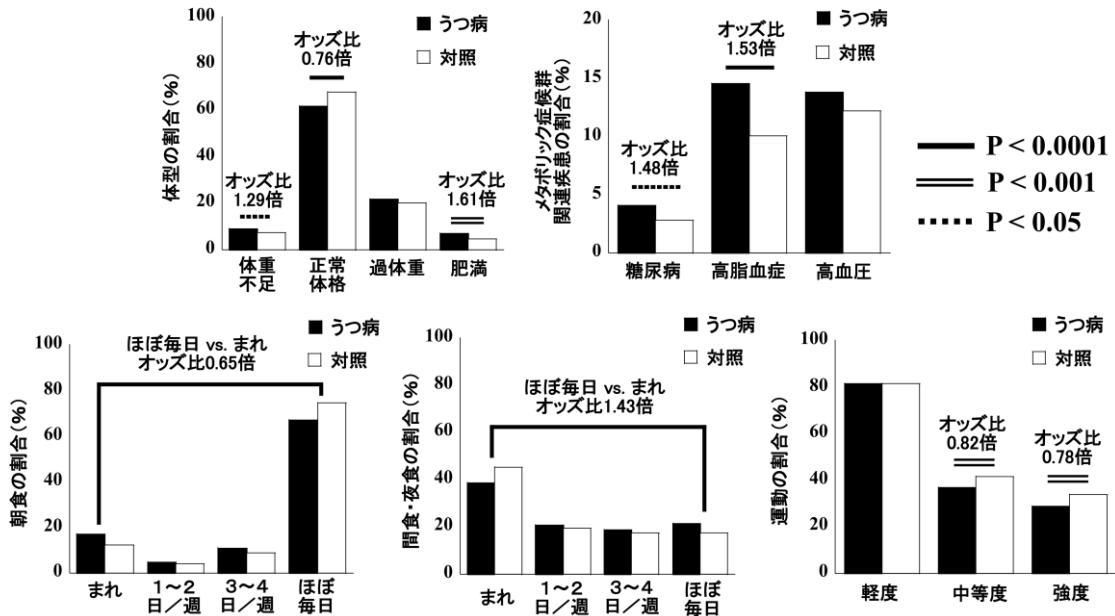 体型の割合(%)
100
80
60
40
20
0
うつ病
対照
オッズ比
0.76倍
オッズ比
1.29倍
オッズ比
1.61倍
体重
不足
正常
体格
過体重
肥満
メタボリック症候群
関連疾患の割合(%)
20
15
10
5
0
うつ病
対照
オッズ比
1.53倍
オッズ比
1.48倍
糖尿病
高脂血症
高血圧
P < 0.0001
P < 0.001
P < 0.05
朝食の割合(%)
100
80
60
40
20
0
うつ病
対照
ほぼ毎日 vs. まれ
オッズ比0.65倍
まれ
1〜2
日/週
3〜4
日/週
ほぼ
毎日
間食・夜食の割合(%)
100
80
60
40
20
0
うつ病
対照
ほぼ毎日 vs. まれ
オッズ比1.43倍
まれ
1〜2
日/週
3〜4
日/週
ほぼ
毎日
運動の割合(%)
100
80
60
40
20
0
うつ病
対照
オッズ比
0.82倍
オッズ比
0.78倍
軽度
中等度
強度